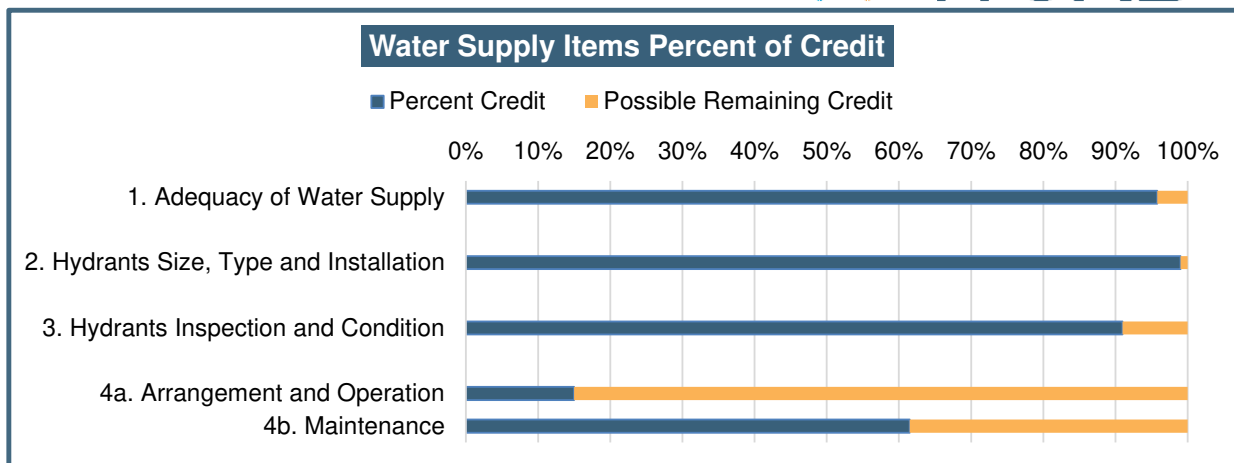 Water Supply Items Percent of Credit
Percent Credit Possible Remaining Credit
0% 10% 20% 30% 40% 50% 60% 70% 80% 90% 100%
1. Adequacy of Water Supply
2. Hydrants Size, Type and Installation
3. Hydrants Inspection and Condition
4a. Arrangement and Operation
4b. Maintenance